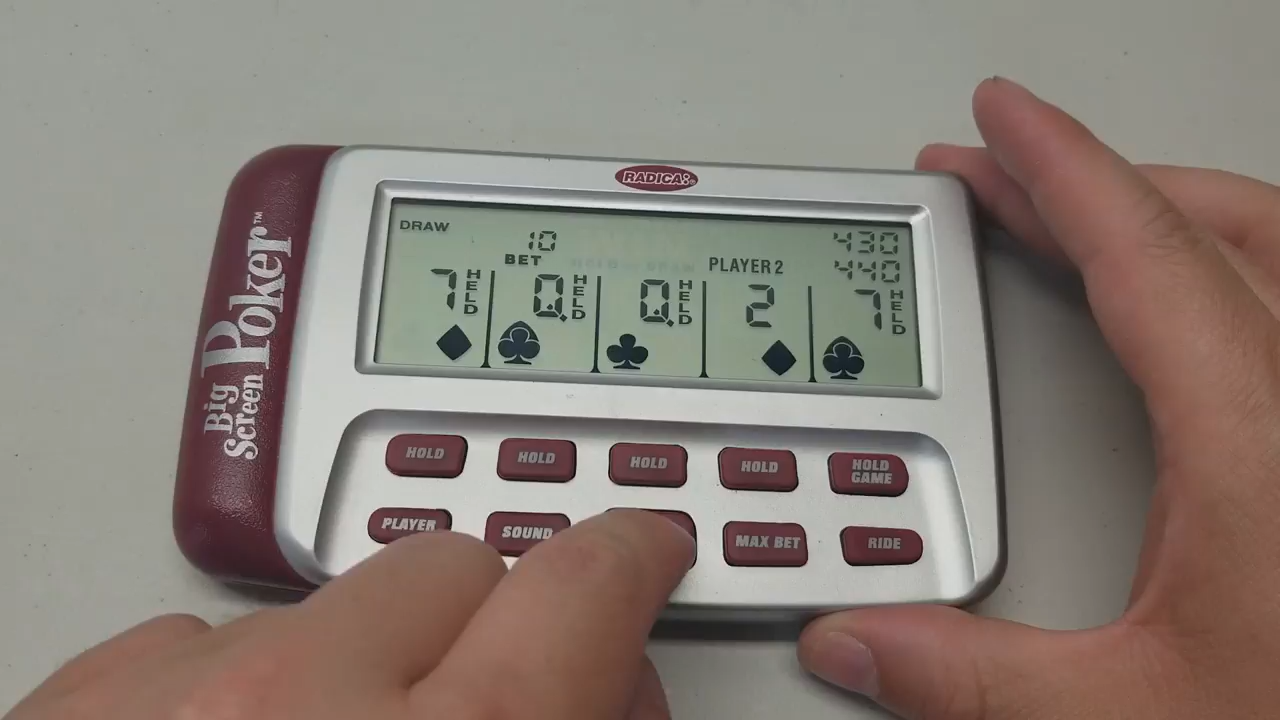 RADICA:®
Big Screen Poker™
DRAW
10
BET
PLAYER 2
430
440
7 HELD Q HELD Q HELD 2 7 HELD
HOLD HOLD HOLD HOLD HOLD GAME
PLAYER SOUND MAX BET RIDE